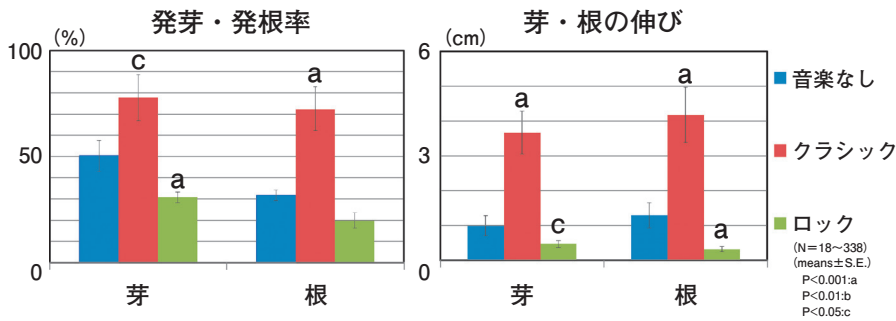 発芽・発根率
(%)
100
50
0
c
a
a
芽
根
芽・根の伸び
(cm)
6
3
0
a
c
a
a
芽
根
音楽なし
クラシック
ロック
(N=18~338)
(means±S.E.)
P<0.001:a
P<0.01:b
P<0.05:c